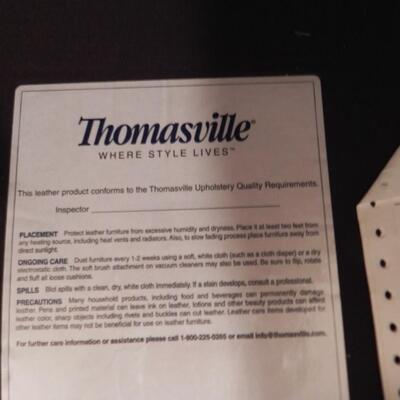 Thomasville®
WHERE STYLE LIVES™
This leather product conforms to the Thomasville Upholstery Quality Requirements.
Inspector
PLACEMENT Protect leather furniture from excessive humidity and dryness. Place it at least two feet from
any heating source, including heat vents and radiators. Also, to slow fading process place furniture away from
direct sunlight.
ONGOING CARE Dust furniture every 1-2 weeks using a soft, white cloth (such as a cloth diaper) or a dry
electrostatic cloth. The soft brush attachment on vacuum cleaners may also be used. Be sure to flip, rotate
and fluff all loose cushions.
SPILLS Blot spills with a clean, dry, white cloth immediately. If a stain develops, consult a professional.
PRECAUTIONS Many household products, including food and beverages can permanently damage
leather. Pens and printed material can leave ink on leather, lotions and other beauty products can affect
leather color, sharp objects including rivets and buckles can cut leather. Leather care items developed for
other leather items may not be beneficial for use on leather furniture.
For further care information or assistance please call 1-800-225-0265 or email info@thomasville.com.